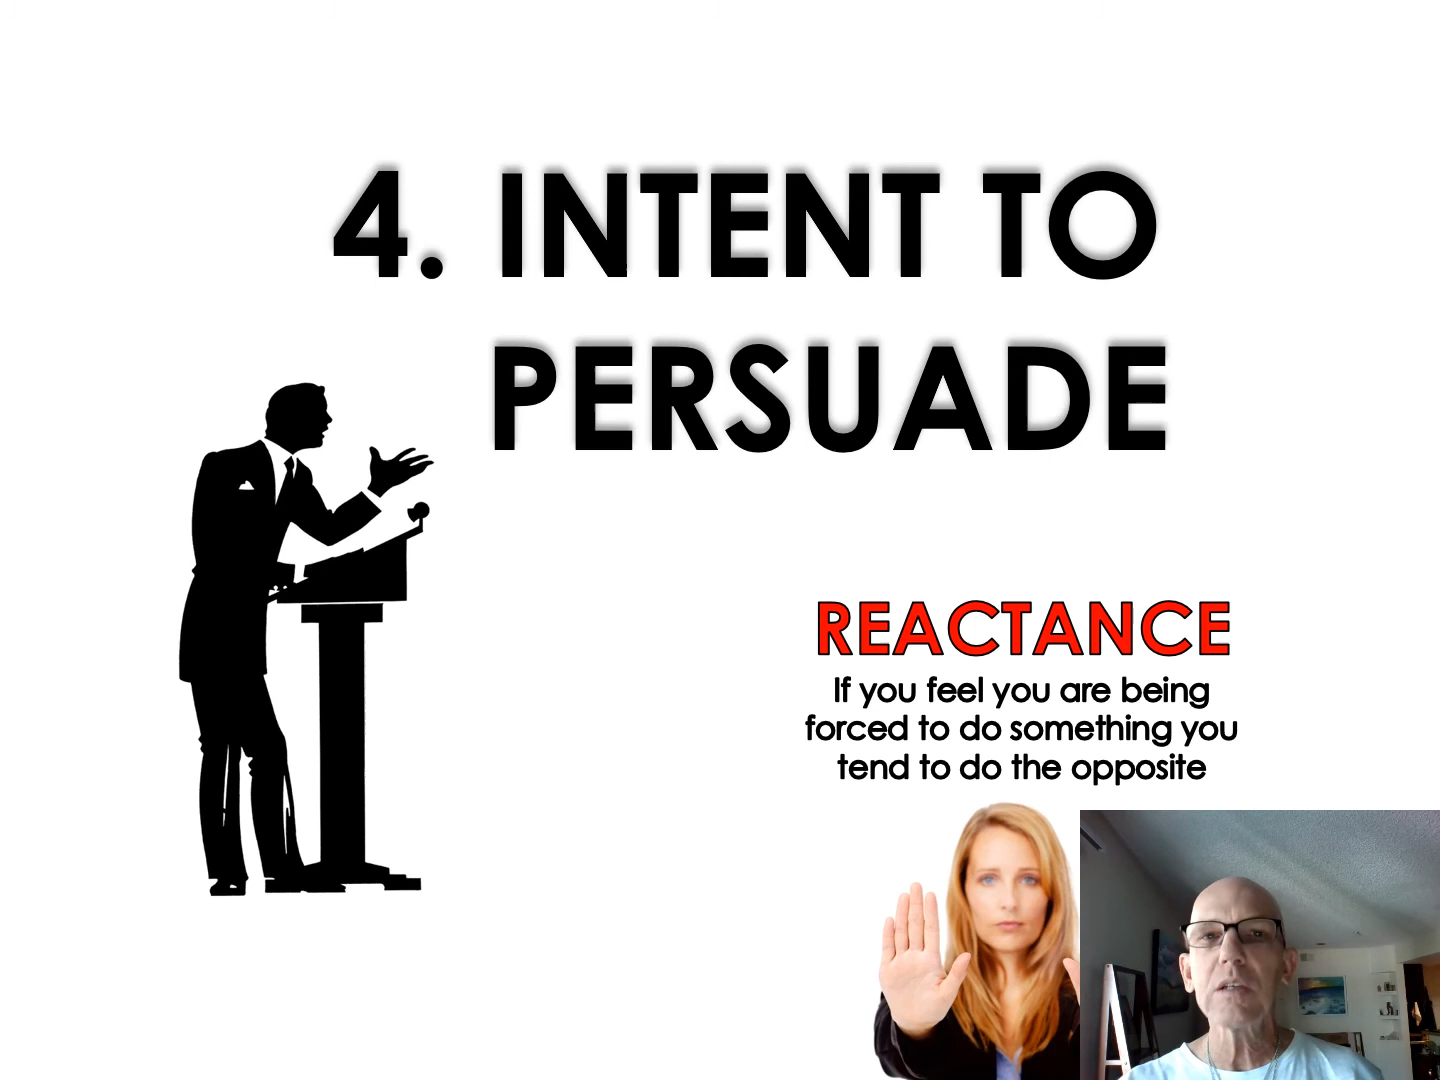 4. INTENT TO
PERSUADE
REACTANCE
If you feel you are being
forced to do something you
tend to do the opposite